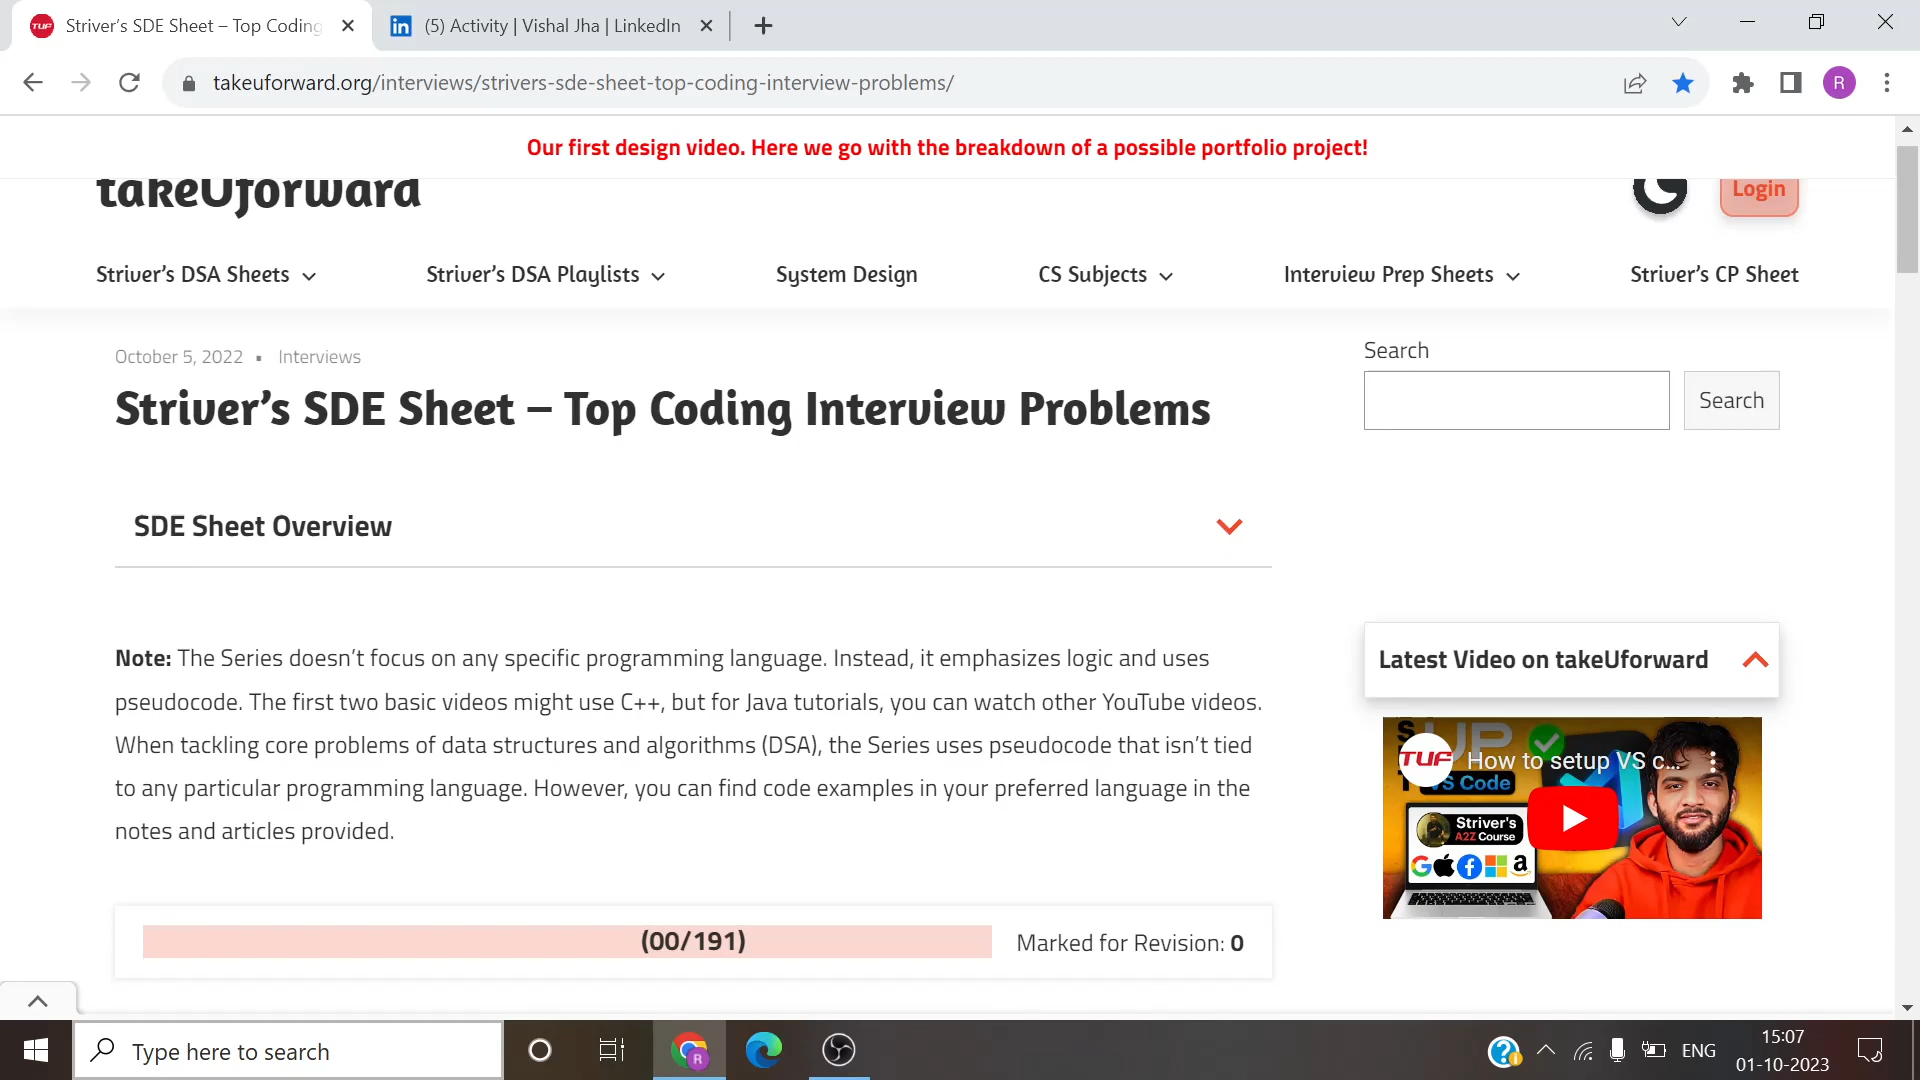 Striver's SDE Sheet – Top Coding
(5) Activity | Vishal Jha | LinkedIn
takeuforward.org/interviews/strivers-sde-sheet-top-coding-interview-problems/
R
Our first design video. Here we go with the breakdown of a possible portfolio project!
takeUforward
Login
Striver's DSA Sheets
Striver's DSA Playlists
System Design
CS Subjects
Interview Prep Sheets
Striver's CP Sheet
October 5, 2022 ▪ Interviews
Striver's SDE Sheet – Top Coding Interview Problems
Search
Search
SDE Sheet Overview
Note: The Series doesn't focus on any specific programming language. Instead, it emphasizes logic and uses
pseudocode. The first two basic videos might use C++, but for Java tutorials, you can watch other YouTube videos.
When tackling core problems of data structures and algorithms (DSA), the Series uses pseudocode that isn't tied
to any particular programming language. However, you can find code examples in your preferred language in the
notes and articles provided.
Latest Video on takeUforward
UP
TUF
How to setup VS c...
VS Code
Striver's
A2Z Course
(00/191)
Marked for Revision: 0
Type here to search
R
ENG
15:07
01-10-2023